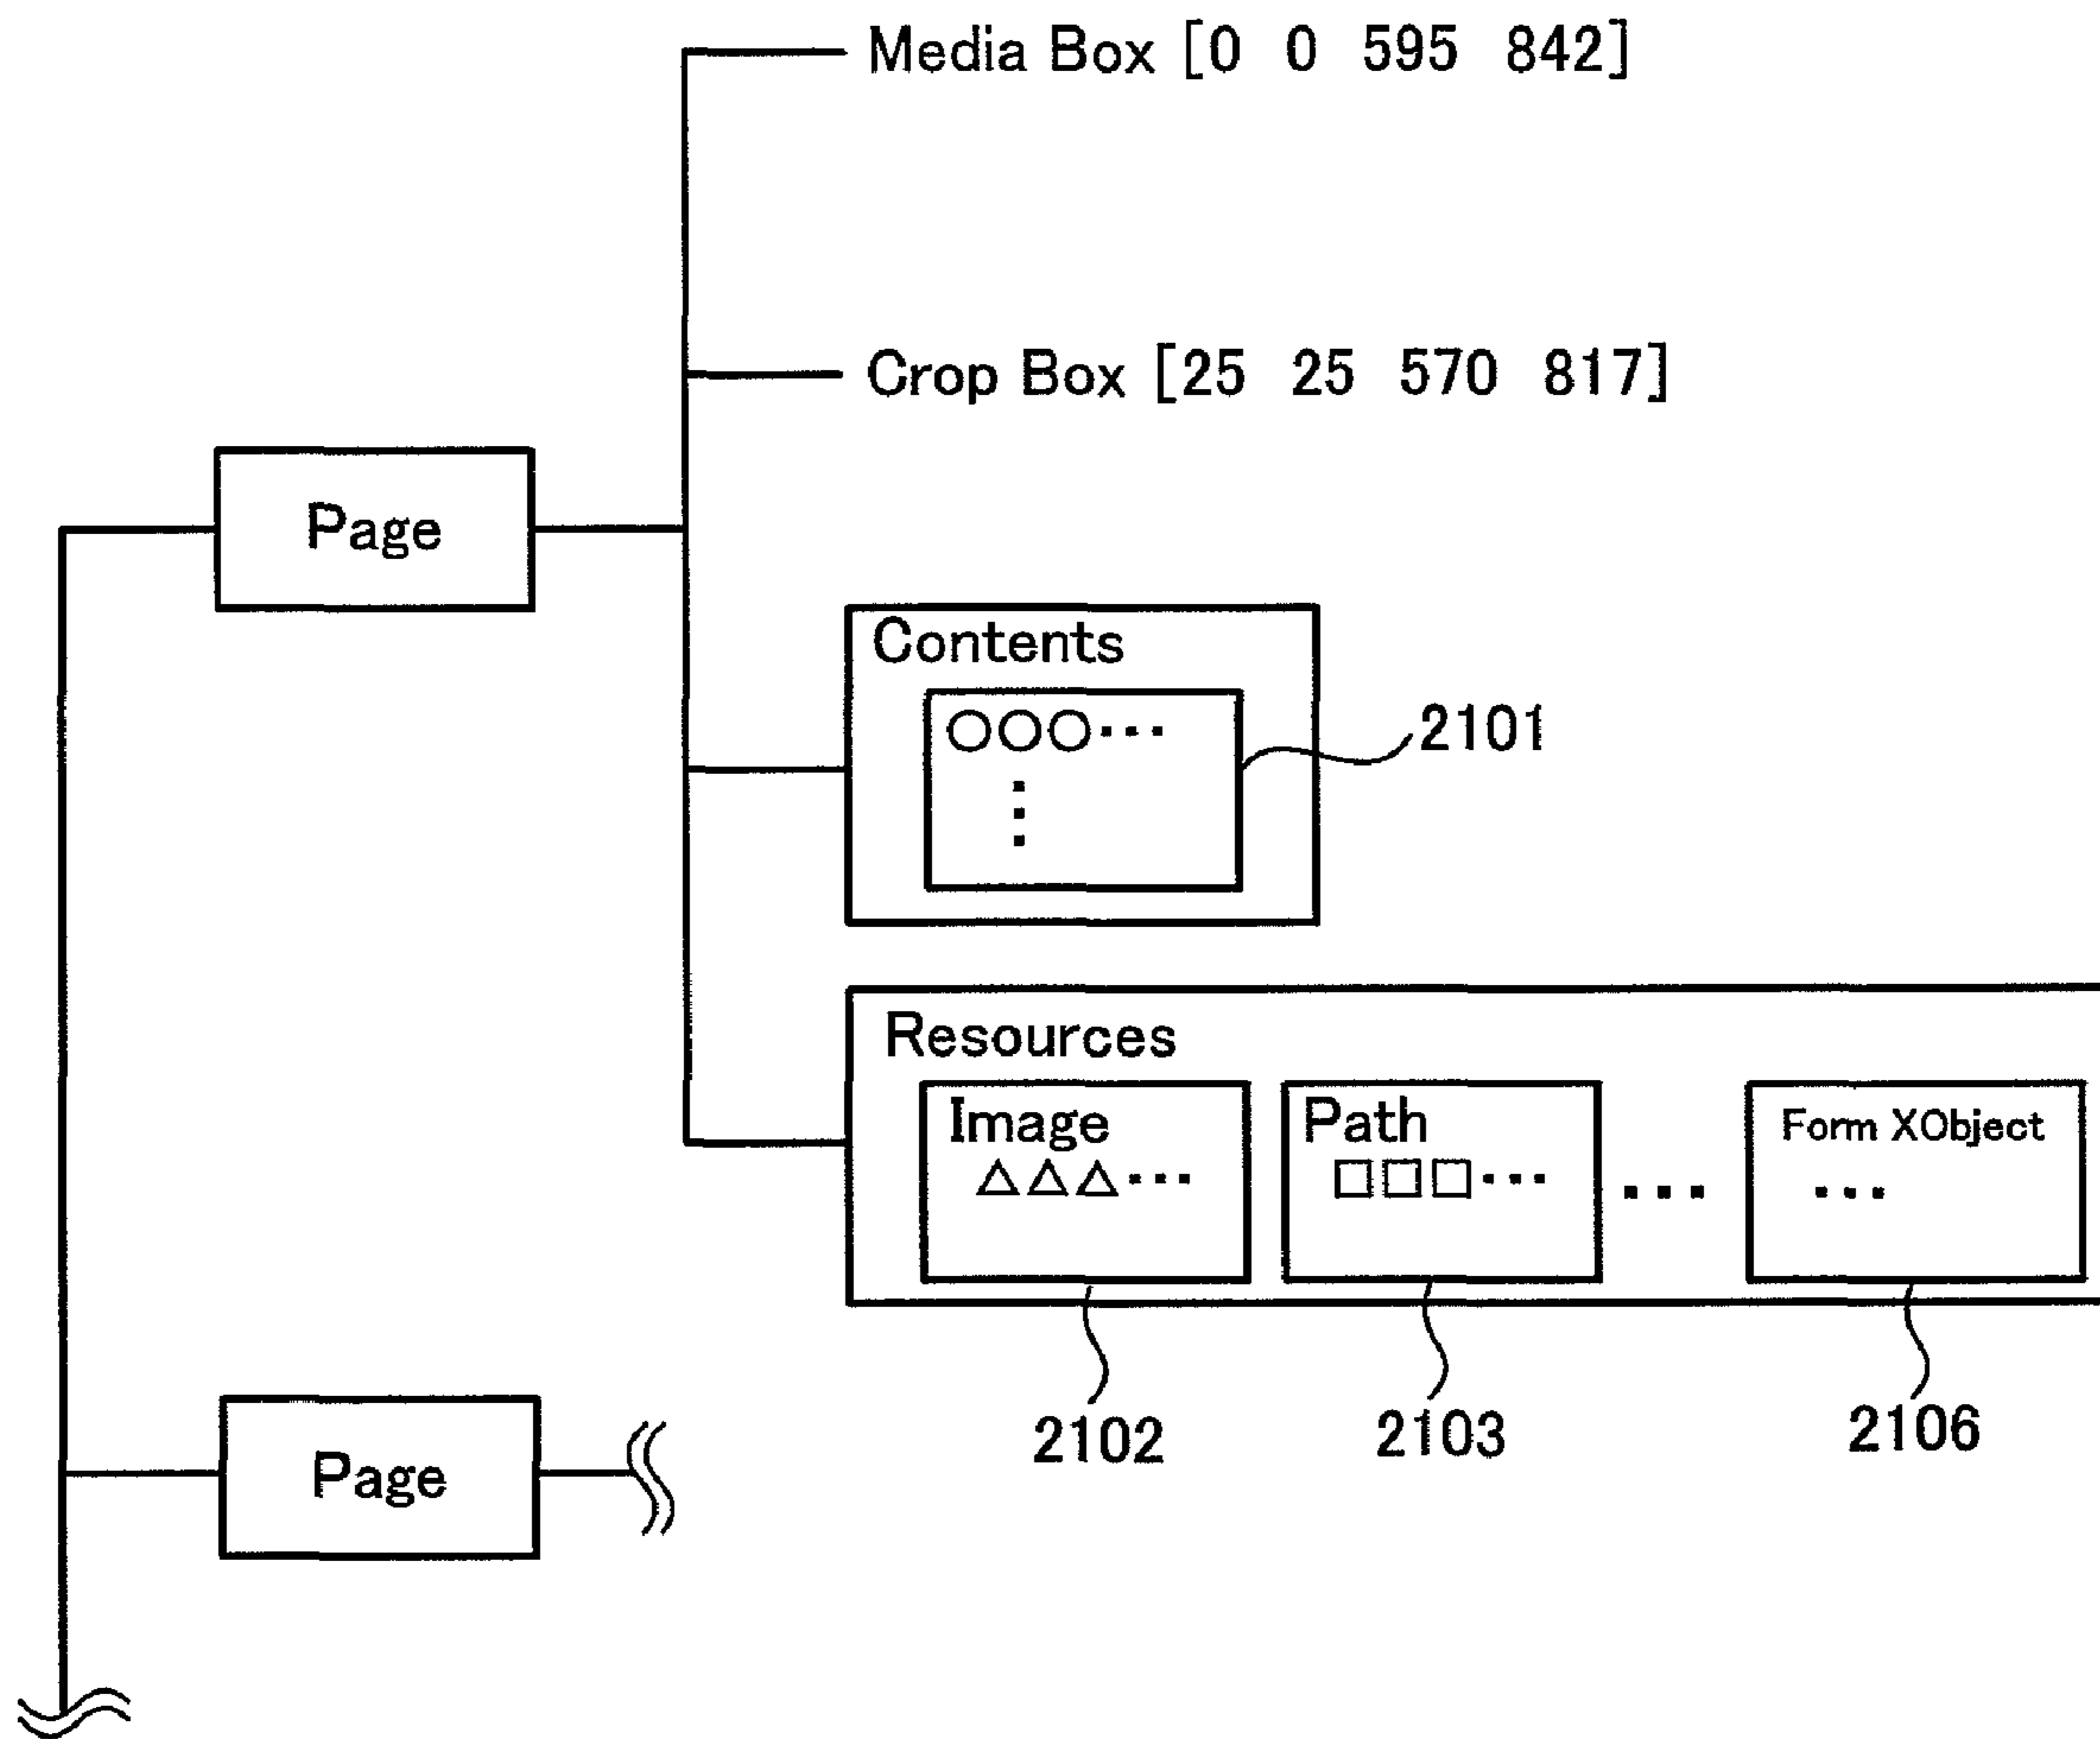 Media Box [0 0 595 842]
Crop Box [25 25 570 817]
Page
Contents
○○○···
2101
Resources
Image
△△△···
Path
□□□···
···
Form XObject
···
2102
2103
2106
Page